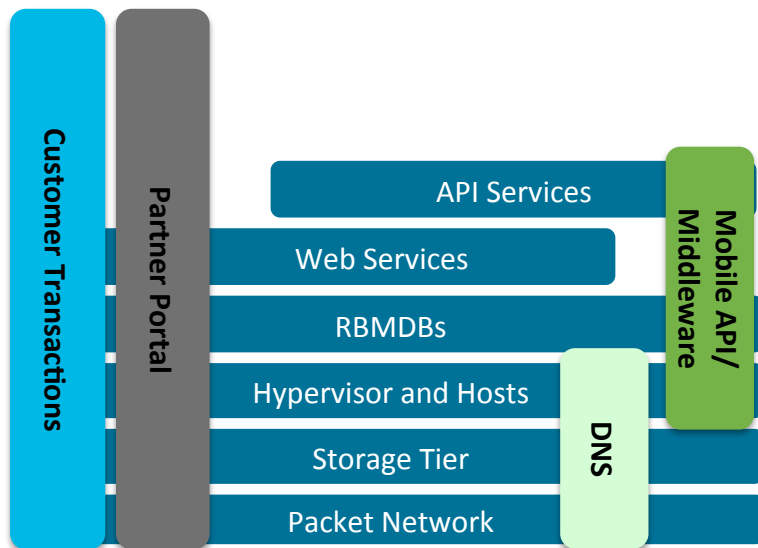 Customer Transactions
Partner Portal
API Services
Web Services
RBMDBs
Hypervisor and Hosts
Storage Tier
Packet Network
DNS
Mobile API/
Middleware